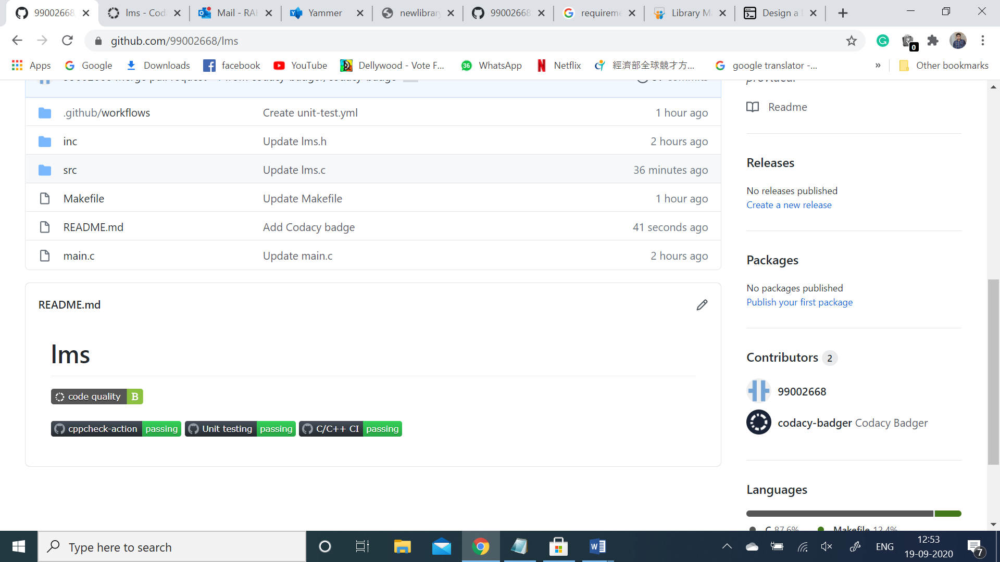 99002668/
lms - Cod
Mail - RAH
Yammer
newlibrary
99002668
requireme
Library Ma
Design a L
github.com/99002668/lms
0
Apps
Google
Downloads
facebook
YouTube
Dellywood - Vote F...
36
WhatsApp
Netflix
經濟部全球競才方...
google translator -...
»
Other bookmarks
.github/workflows
Create unit-test.yml
1 hour ago
Readme
inc
Update lms.h
2 hours ago
src
Update lms.c
36 minutes ago
Makefile
Update Makefile
1 hour ago
README.md
Add Codacy badge
41 seconds ago
main.c
Update main.c
2 hours ago
Releases
No releases published
Create a new release
Packages
No packages published
Publish your first package
README.md
lms
code quality B
cppcheck-action passing
Unit testing passing
C/C++ CI passing
Contributors 2
99002668
codacy-badger Codacy Badger
Languages
C 87.6%
Makefile 12.4%
Type here to search
ENG
12:53
19-09-2020
7